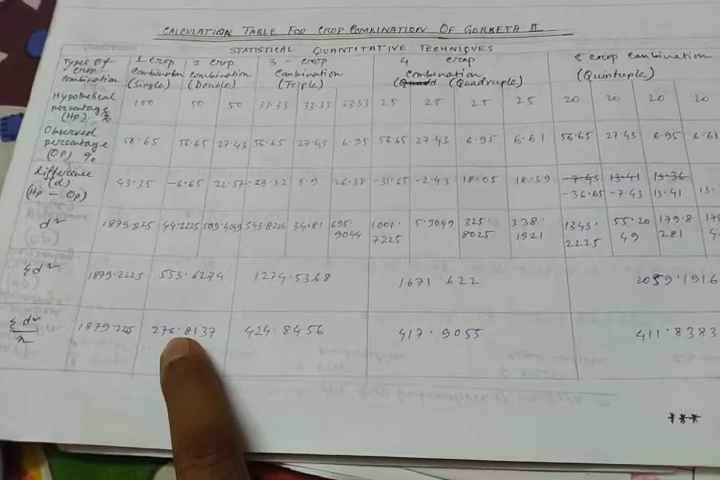 CALCULATION TABLE FOR CROP COMBINATION OF GORBETA II
STATISTICAL QUANTITATIVE TECHNIQUES
Types Of crop combination 1 crop combination (Single) 2 crop combination (Double) 3 - crop combination (Triple) 4 crop combination (Quadruple) crop combination (Quintuple)
Hypothetical percentage (Hp) % 100 50 50 33.33 33.33 33.33 25 25 25 25 20 20 20 20
Observed percentage (OP) % 56.65 56.65 27.43 56.65 27.43 6.95 56.65 27.43 6.95 6.61 56.65 27.43 6.95 6.61
difference (d) (Hp - Op) 43.35 -6.65 22.57 -23.32 5.9 26.38 -31.65 -2.43 18.05 18.39 -7.43 13.41 -36.65 -7.43 13.41 13.
d² 1879.225 44.2225 509.4049 543.8224 34.81 695.9044 1001.7225 5.9049 325.8025 338.1921 1343.2225 55.2049 179.8281
Σd² 1879.2225 553.6274 1274.5368 1671.622 2059.1916
Σd²/n 1879.225 276.8137 424.8456 417.9055 411.8383
***